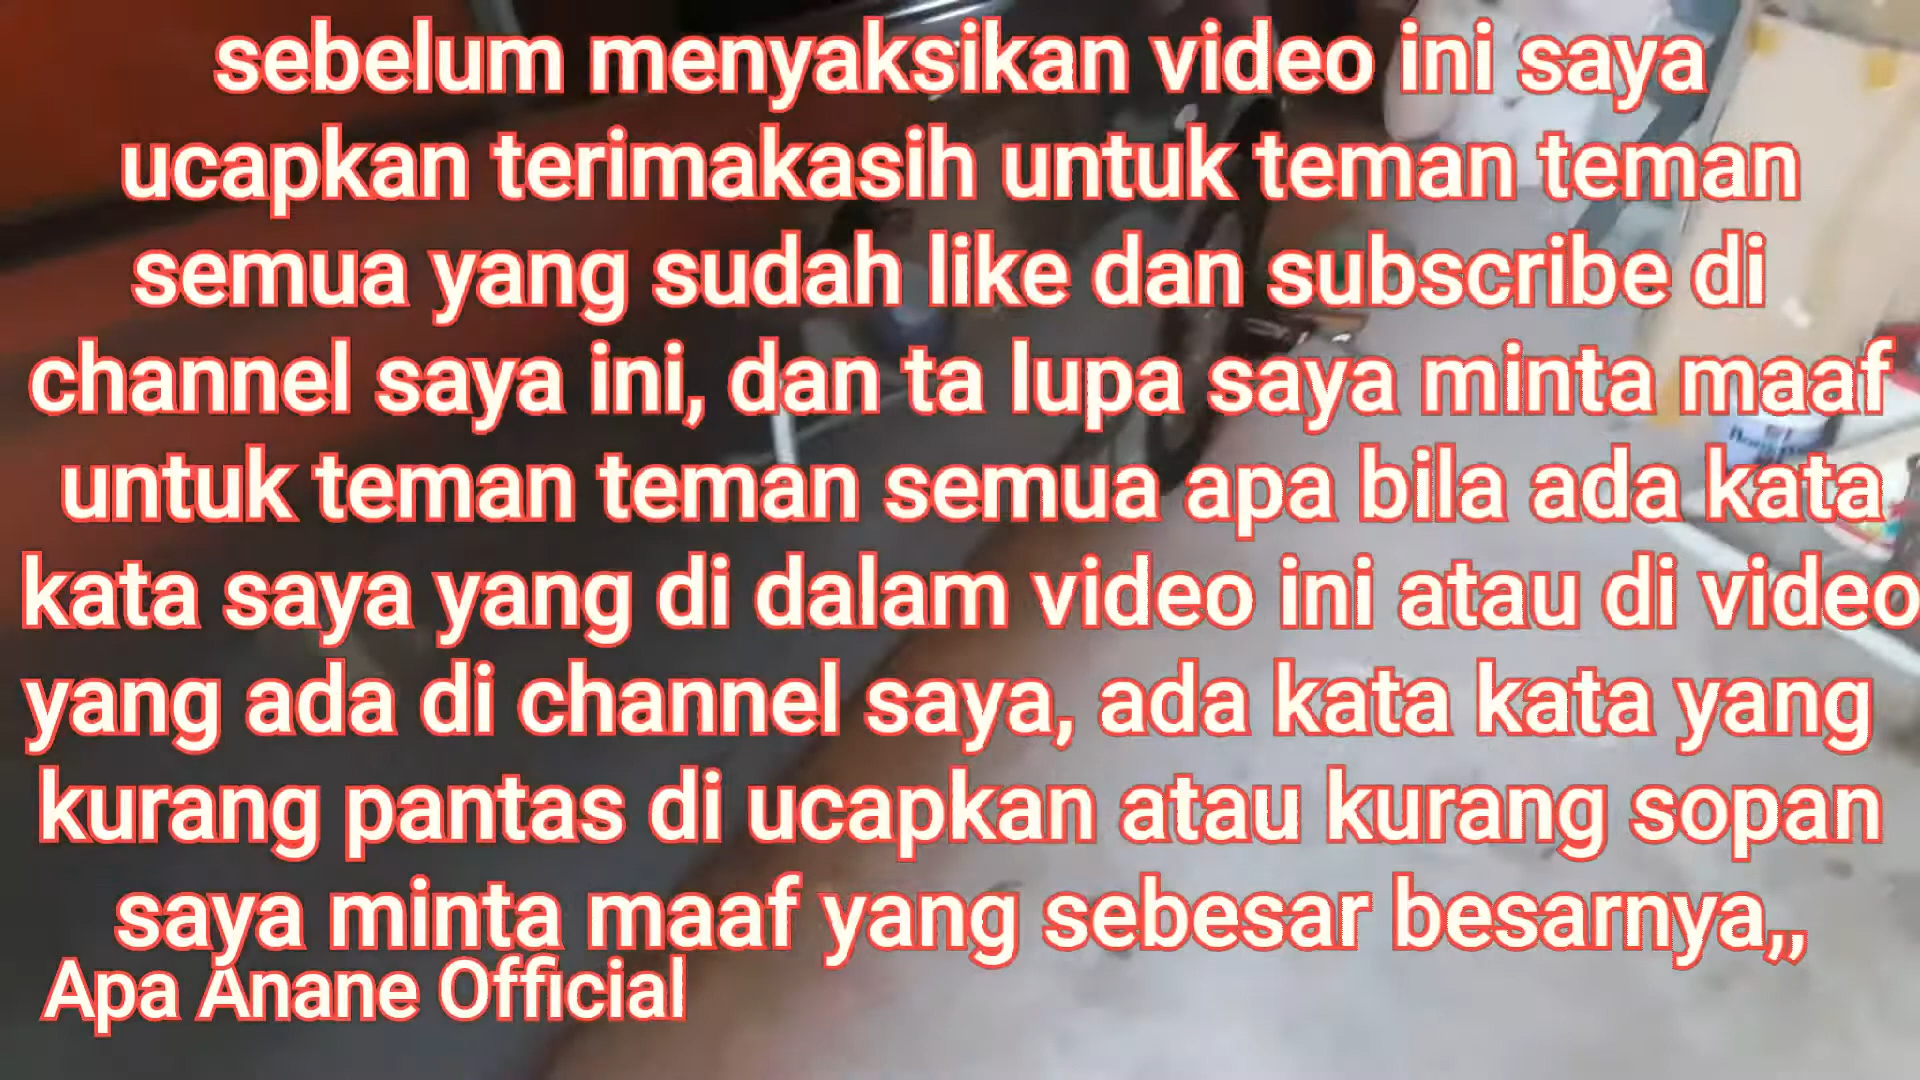 sebelum menyaksikan video ini saya
ucapkan terimakasih untuk teman teman
semua yang sudah like dan subscribe di
channel saya ini, dan ta lupa saya minta maaf
untuk teman teman semua apa bila ada kata
kata saya yang di dalam video ini atau di video
yang ada di channel saya, ada kata kata yang
kurang pantas di ucapkan atau kurang sopan
saya minta maaf yang sebesar besarnya,,
Apa Anane Official